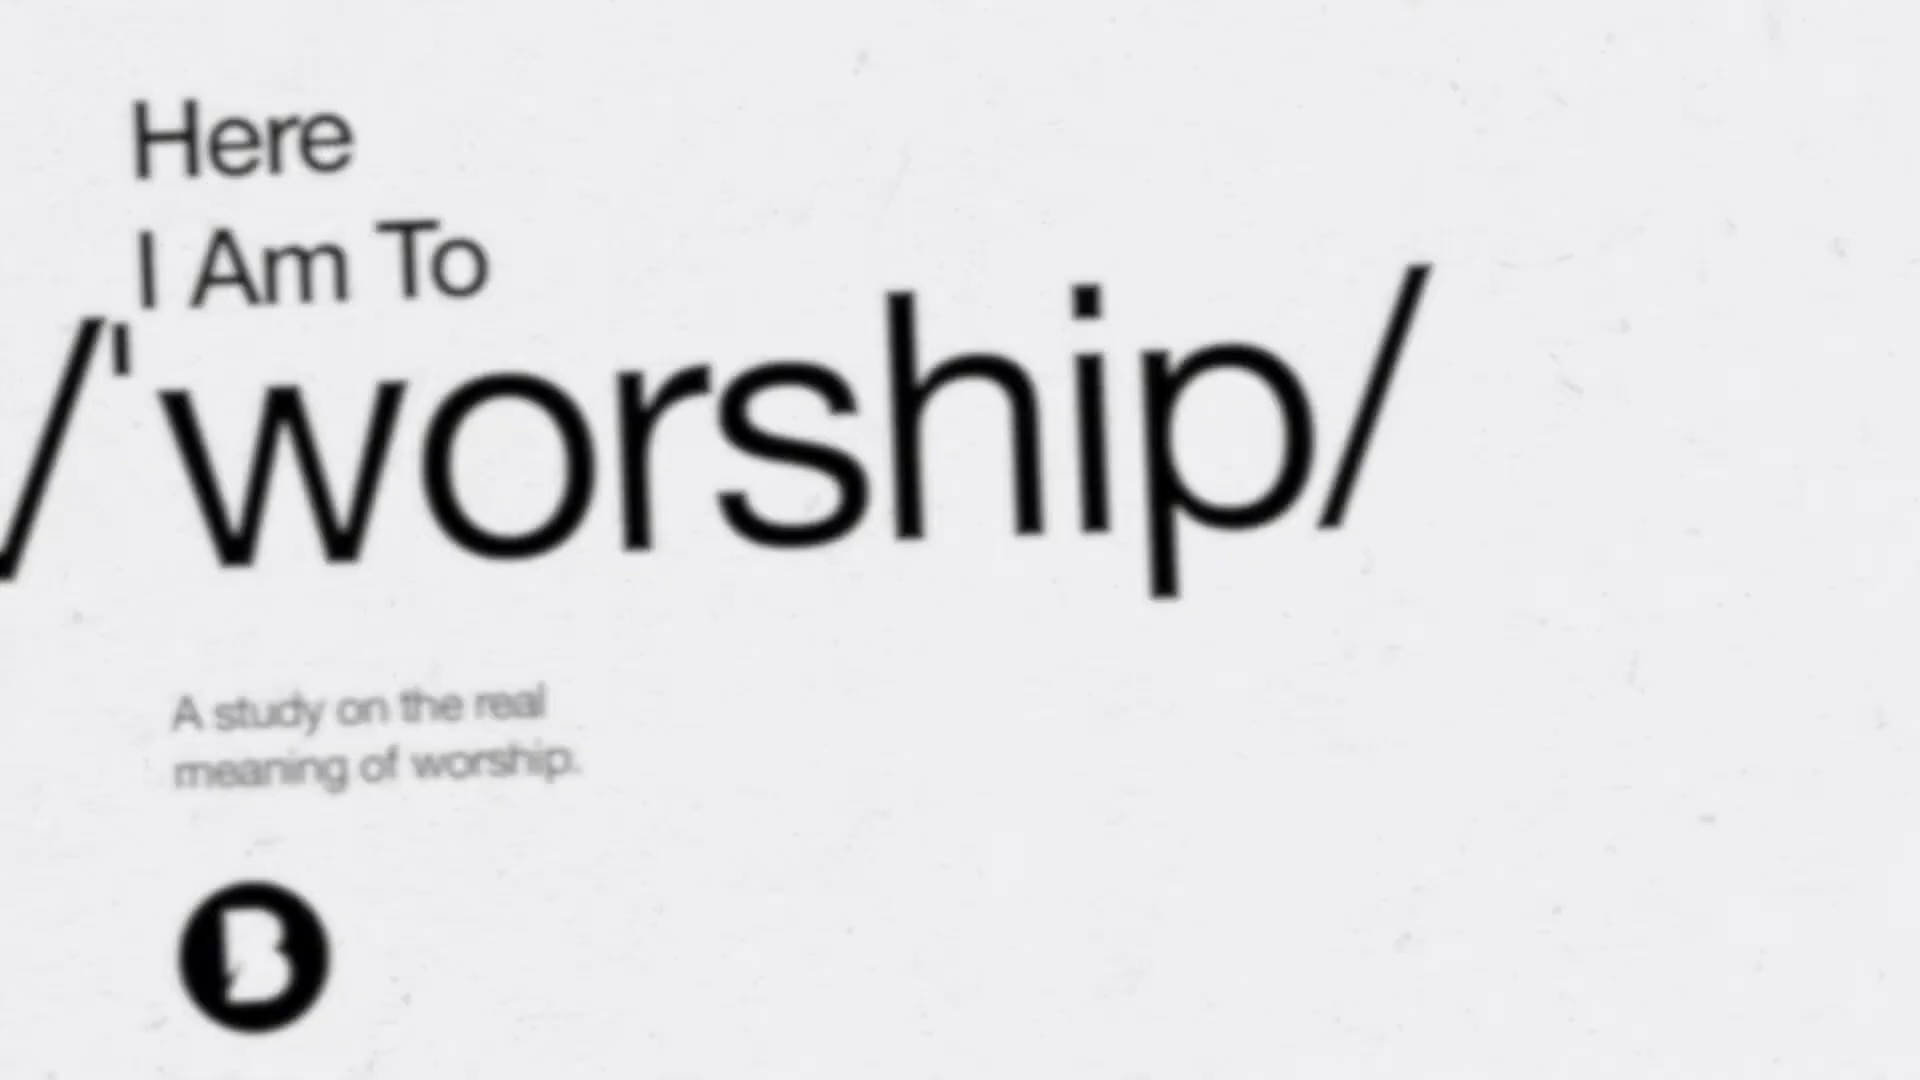 Here
I Am To
/'worship/
A study on the real
meaning of worship.
B